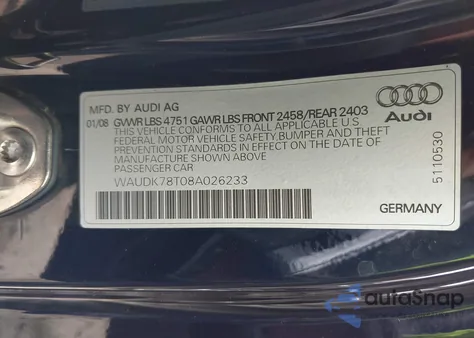 MFD. BY AUDI AG
01/08 GVWR LBS 4751 GAWR LBS FRONT 2458/REAR 2403
THIS VEHICLE CONFORMS TO ALL APPLICABLE
FEDERAL MOTOR VEHICLE SAFETY,BUMPER AND THEFT
PREVENTION STANDARDS IN EFFECT ON THE DATE OF
MANUFACTURE SHOWN ABOVE
PASSENGER CAR
WAUDK78T08A026233
Audi
5110530
GERMANY
autoSnap